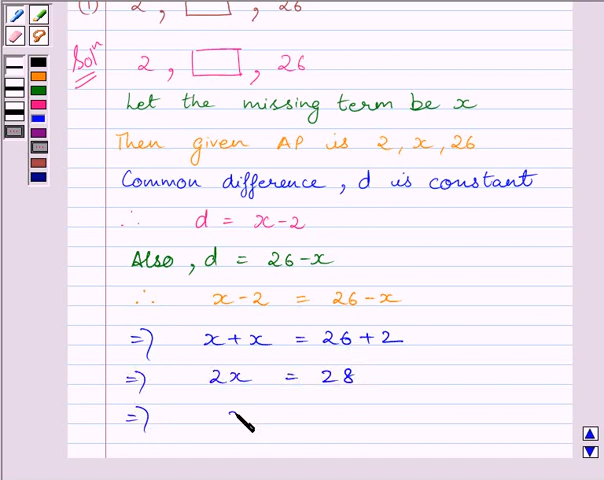 (i) 2, □, 26
Solⁿ 2, □, 26
Let the missing term be x
Then given AP is 2, x, 26
Common difference, d is constant
∴ d = x-2
Also, d = 26-x
∴ x-2 = 26-x
⇒ x+x = 26+2
⇒ 2x = 28
⇒